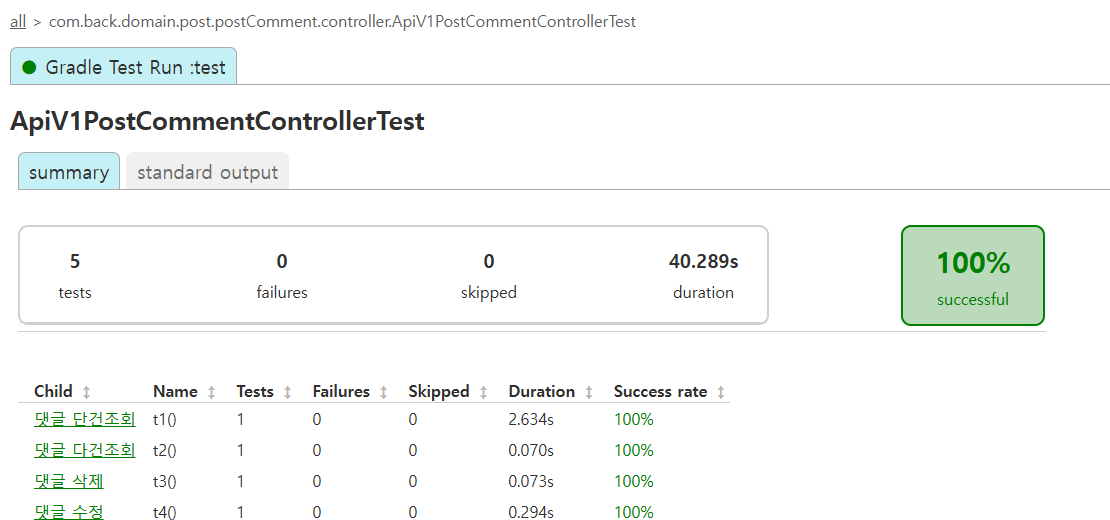 all > com.back.domain.post.postComment.controller.ApiV1PostCommentControllerTest
Gradle Test Run :test
ApiV1PostCommentControllerTest
summary standard output
5 0 0 40.289s 100%
tests failures skipped duration successful
Child Name Tests Failures Skipped Duration Success rate
댓글 단건조회 t1() 1 0 0 2.634s 100%
댓글 다건조회 t2() 1 0 0 0.070s 100%
댓글 삭제 t3() 1 0 0 0.073s 100%
댓글 수정 t4() 1 0 0 0.294s 100%